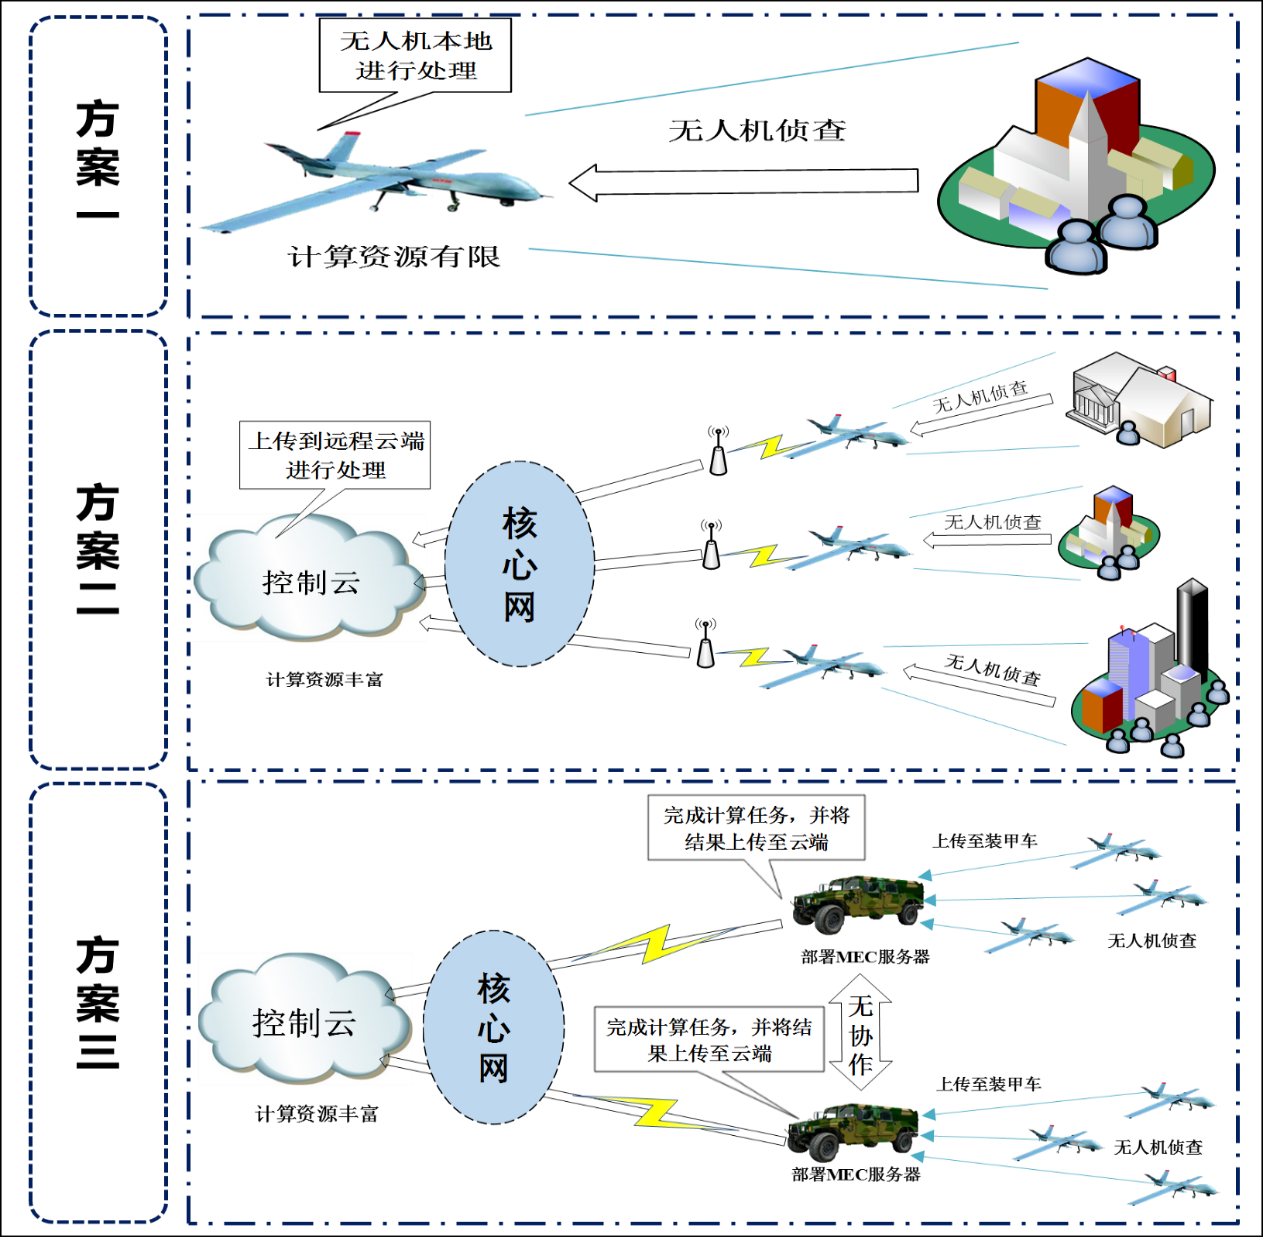 方案一
无人机本地
进行处理
无人机侦查
计算资源有限
方案二
上传到远程云端
进行处理
控制云
计算资源丰富
核心网
无人机侦查
无人机侦查
无人机侦查
方案三
完成计算任务，并将
结果上传至云端
上传至装甲车
无人机侦查
部署MEC服务器
控制云
计算资源丰富
核心网
无协作
完成计算任务，并将结
果上传至云端
上传至装甲车
无人机侦查
部署MEC服务器